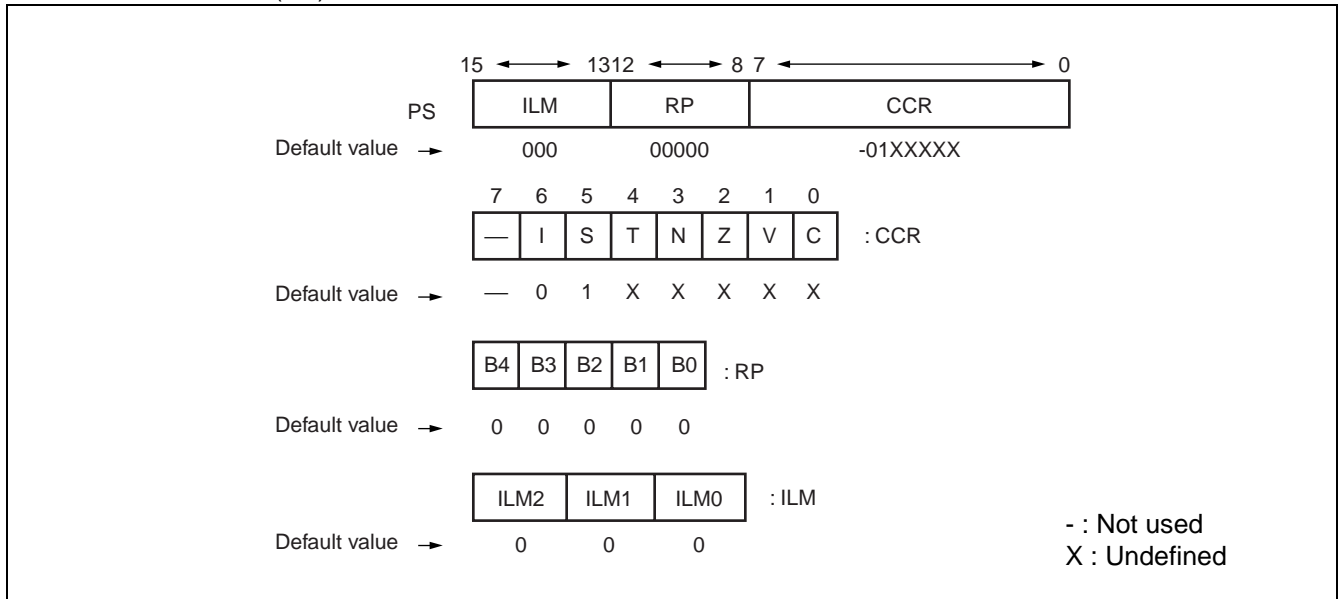 15 1312 8 7 0
PS ILM RP CCR
Default value 000 00000 -01XXXXX
7 6 5 4 3 2 1 0
— I S T N Z V C : CCR
Default value — 0 1 X X X X X
B4 B3 B2 B1 B0 : RP
Default value 0 0 0 0 0
ILM2 ILM1 ILM0 : ILM
Default value 0 0 0
- : Not used
X : Undefined